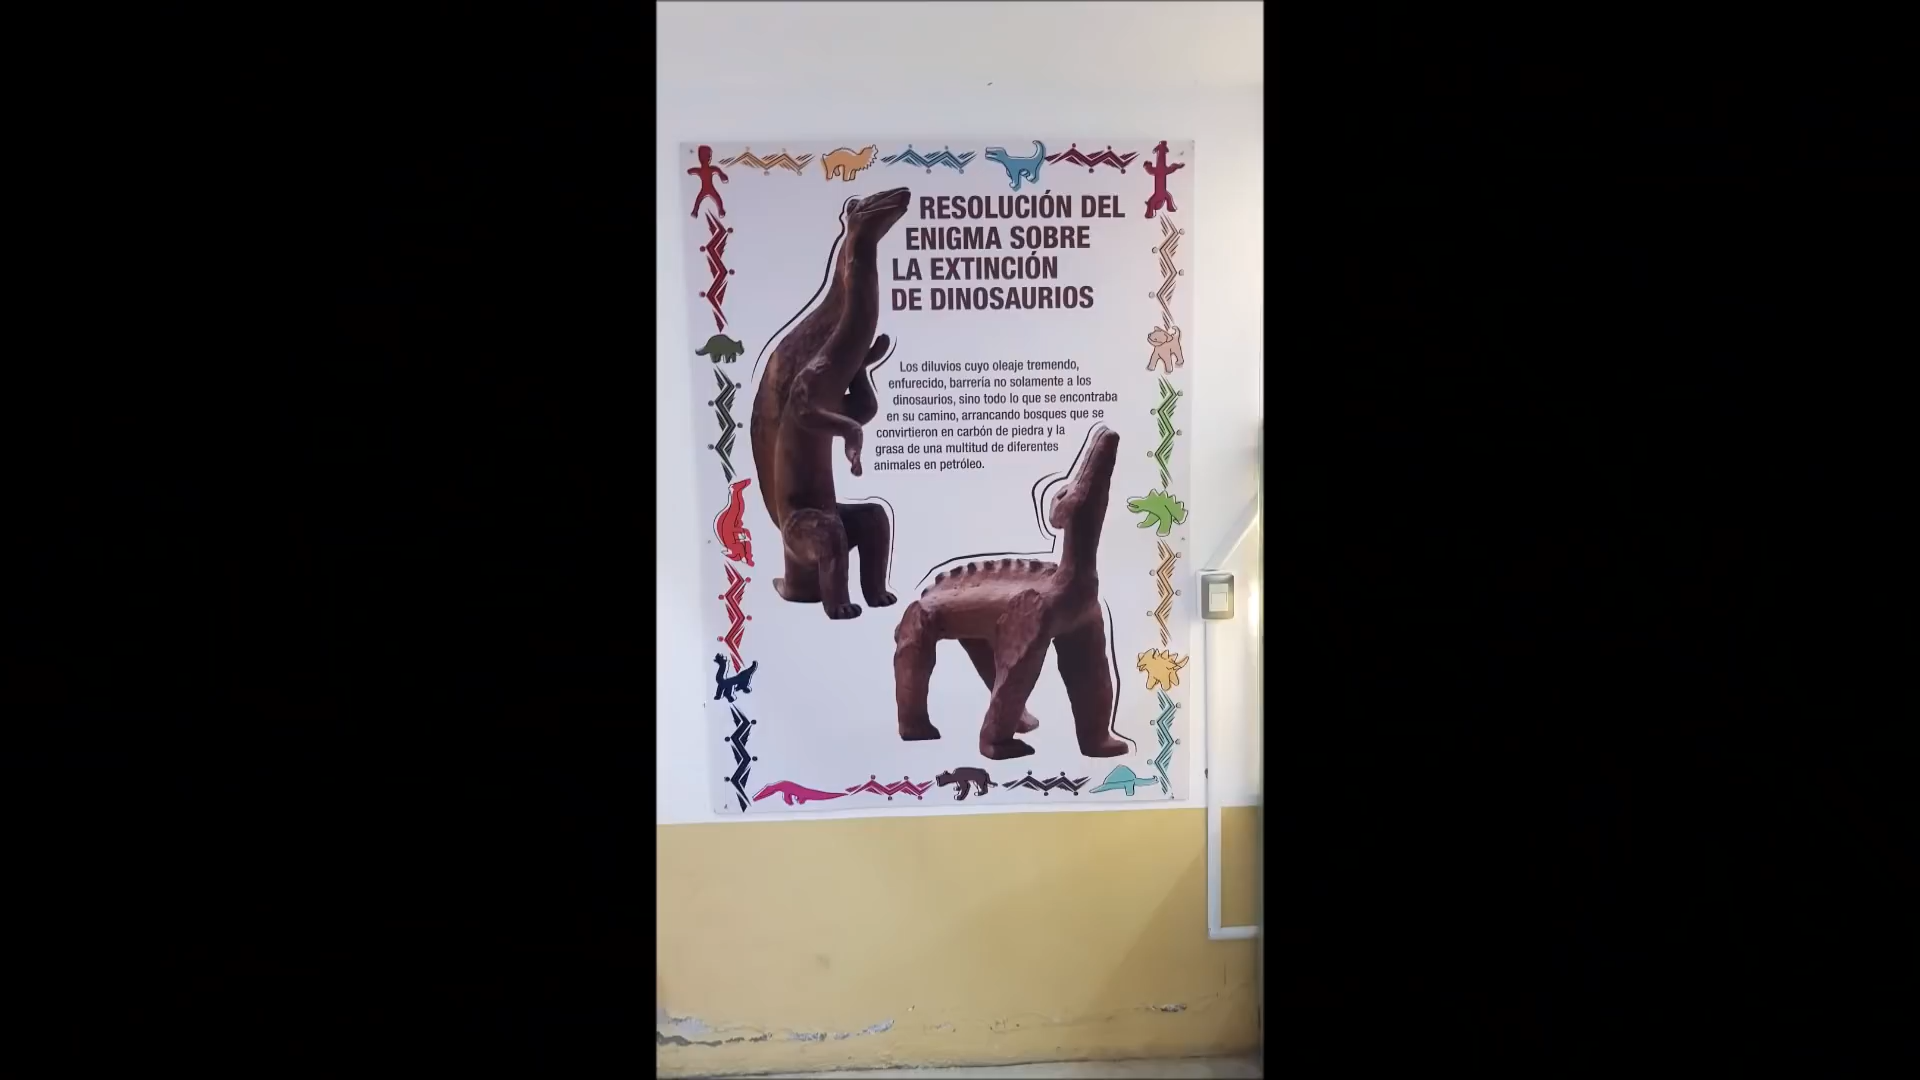 RESOLUCIÓN DEL
ENIGMA SOBRE
LA EXTINCIÓN
DE DINOSAURIOS
Los diluvios cuyo oleaje tremendo,
enfurecido, barrería no solamente a los
dinosaurios, sino todo lo que se encontraba
en su camino, arrancando bosques que se
convirtieron en carbón de piedra y la
grasa de una multitud de diferentes
animales en petróleo.